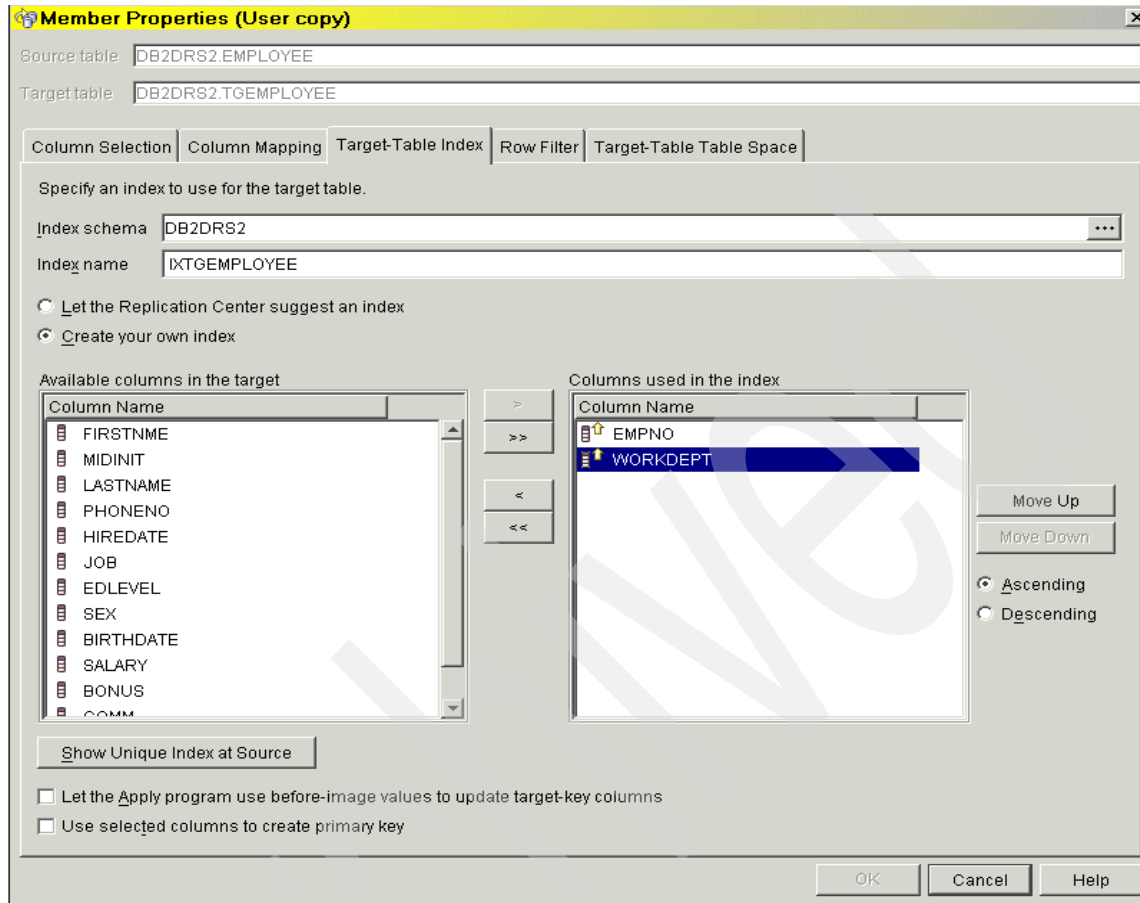 Member Properties (User copy)
Source table DB2DRS2.EMPLOYEE
Target table DB2DRS2.TGEMPLOYEE
Column Selection Column Mapping Target-Table Index Row Filter Target-Table Table Space
Specify an index to use for the target table.
Index schema DB2DRS2 ...
Index name IXTGEMPLOYEE
Let the Replication Center suggest an index
Create your own index
Available columns in the target
Column Name
FIRSTNME
MIDINIT
LASTNAME
PHONENO
HIREDATE
JOB
EDLEVEL
SEX
BIRTHDATE
SALARY
BONUS
COMM
>
>>
<
<<
Columns used in the index
Column Name
EMPNO
WORKDEPT
Move Up
Move Down
Ascending
Descending
Show Unique Index at Source
Let the Apply program use before-image values to update target-key columns
Use selected columns to create primary key
OK Cancel Help